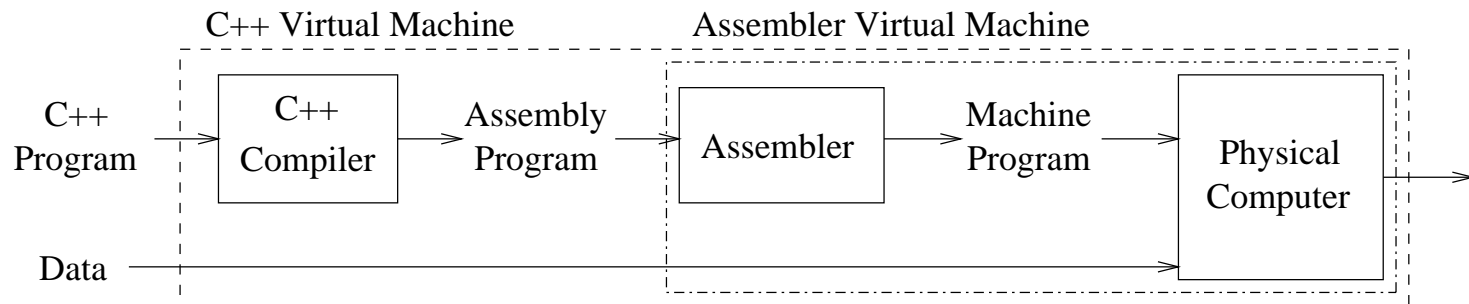 C++ Virtual Machine
Assembler Virtual Machine
C++
Program
C++
Compiler
Assembly
Program
Assembler
Machine
Program
Physical
Computer
Data